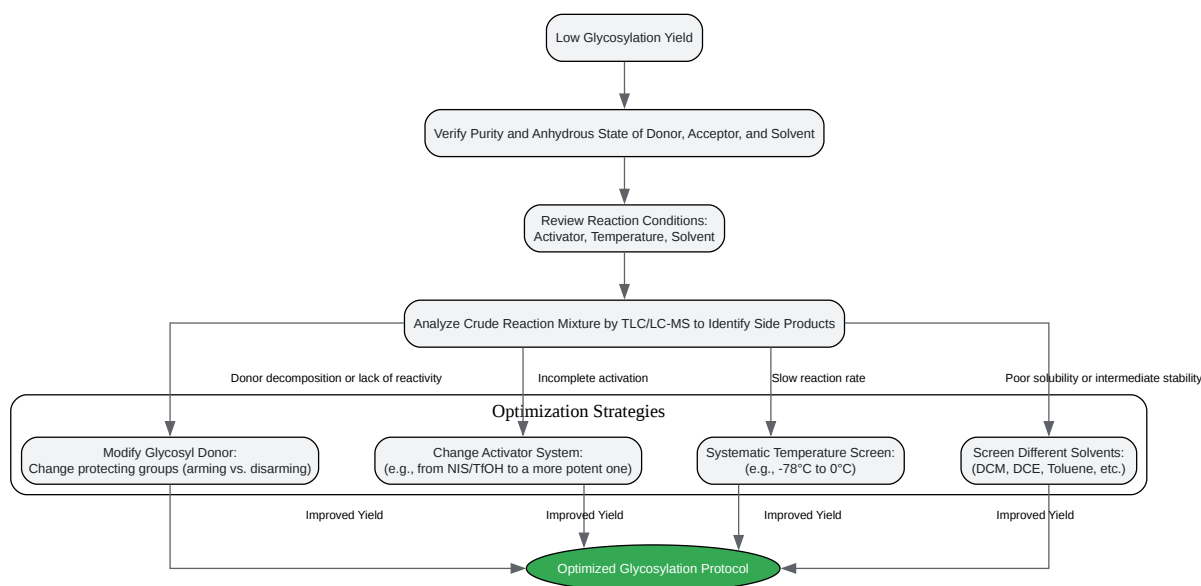 Low Glycosylation Yield
Verify Purity and Anhydrous State of Donor, Acceptor, and Solvent
Review Reaction Conditions:
Activator, Temperature, Solvent
Analyze Crude Reaction Mixture by TLC/LC-MS to Identify Side Products
Donor decomposition or lack of reactivity
Incomplete activation
Slow reaction rate
Poor solubility or intermediate stability
Optimization Strategies
Modify Glycosyl Donor:
Change protecting groups (arming vs. disarming)
Change Activator System:
(e.g., from NIS/TfOH to a more potent one)
Systematic Temperature Screen:
(e.g., -78°C to 0°C)
Screen Different Solvents:
(DCM, DCE, Toluene, etc.)
Improved Yield
Improved Yield
Improved Yield
Improved Yield
Optimized Glycosylation Protocol